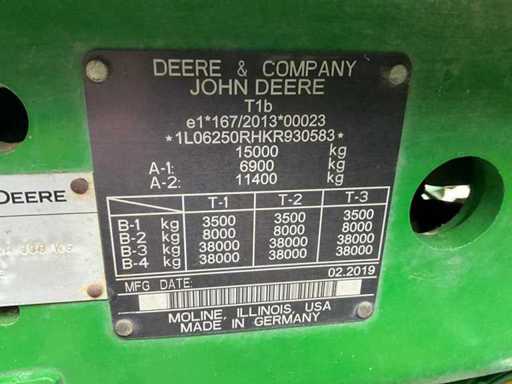 DEERE & COMPANY
JOHN DEERE
T1b
e1*167/2013*00023
*1L06250RHKR930583*
15000 kg
A-1: 6900 kg
A-2: 11400 kg
T-1 T-2 T-3
B-1 kg 3500 3500 3500
B-2 kg 8000 8000 8000
B-3 kg 38000 38000 38000
B-4 kg 38000 38000 38000
02.2019
MFG DATE:
MOLINE, ILLINOIS, USA
MADE IN GERMANY
DEERE